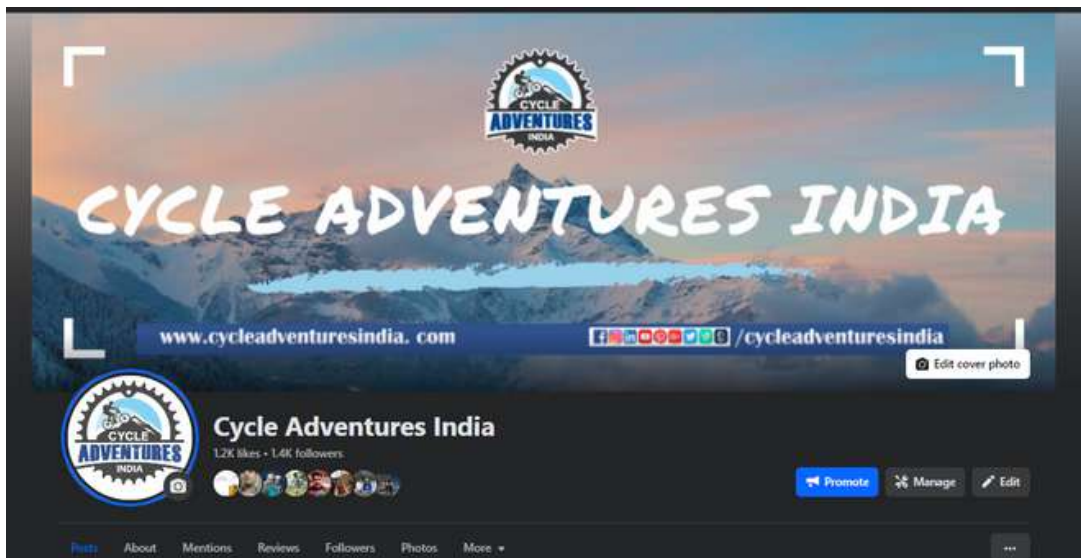 CYCLE
ADVENTURES
INDIA
CYCLE ADVENTURES INDIA
www.cycleadventuresindia. com
/cycleadventuresindia
Edit cover photo
CYCLE
ADVENTURES
INDIA
Cycle Adventures India
1.2K likes • 1.4K followers
Promote
Manage
Edit
Posts
About
Mentions
Reviews
Followers
Photos
More